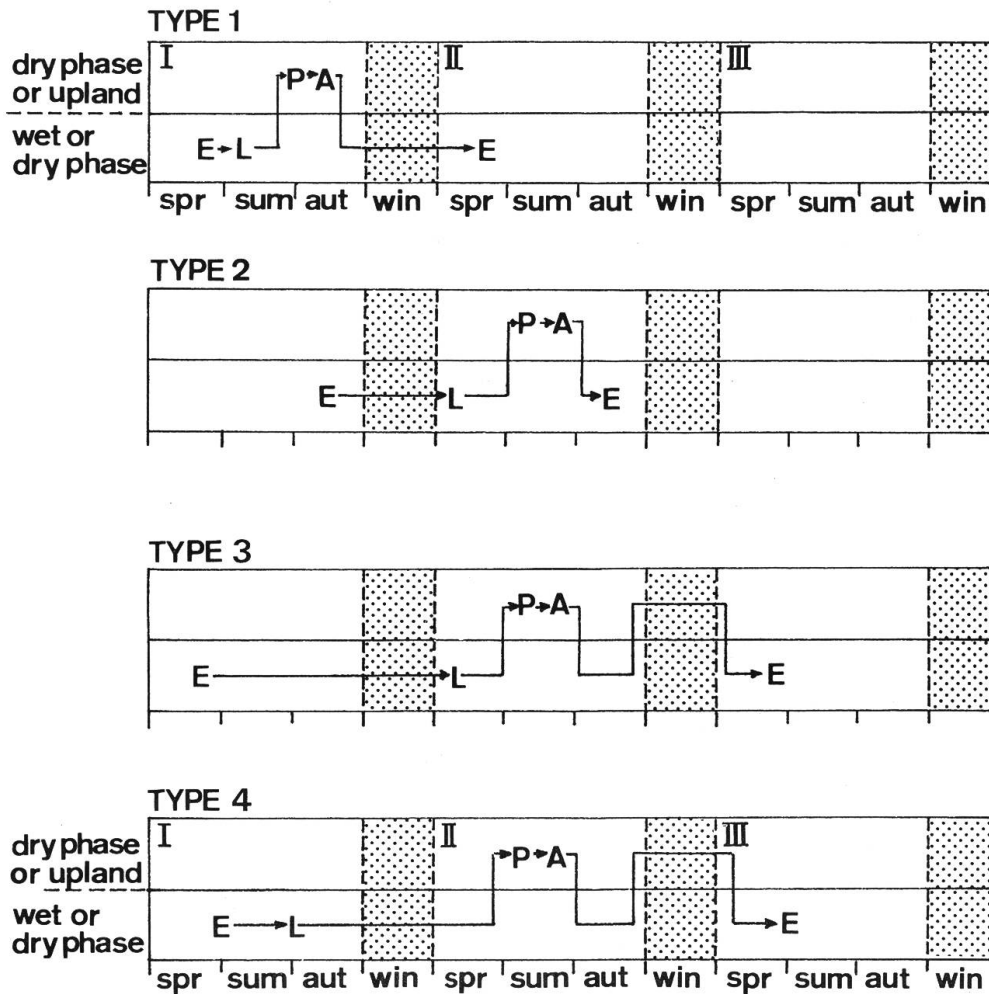 TYPE 1
I II III
dry phase
or upland
P A
wet or
dry phase
E L E
spr sum aut win spr sum aut win spr sum aut win
TYPE 2
P A
E L E
TYPE 3
P A
E L E
TYPE 4
I II III
dry phase
or upland
P A
wet or
dry phase
E L E
spr sum aut win spr sum aut win spr sum aut win